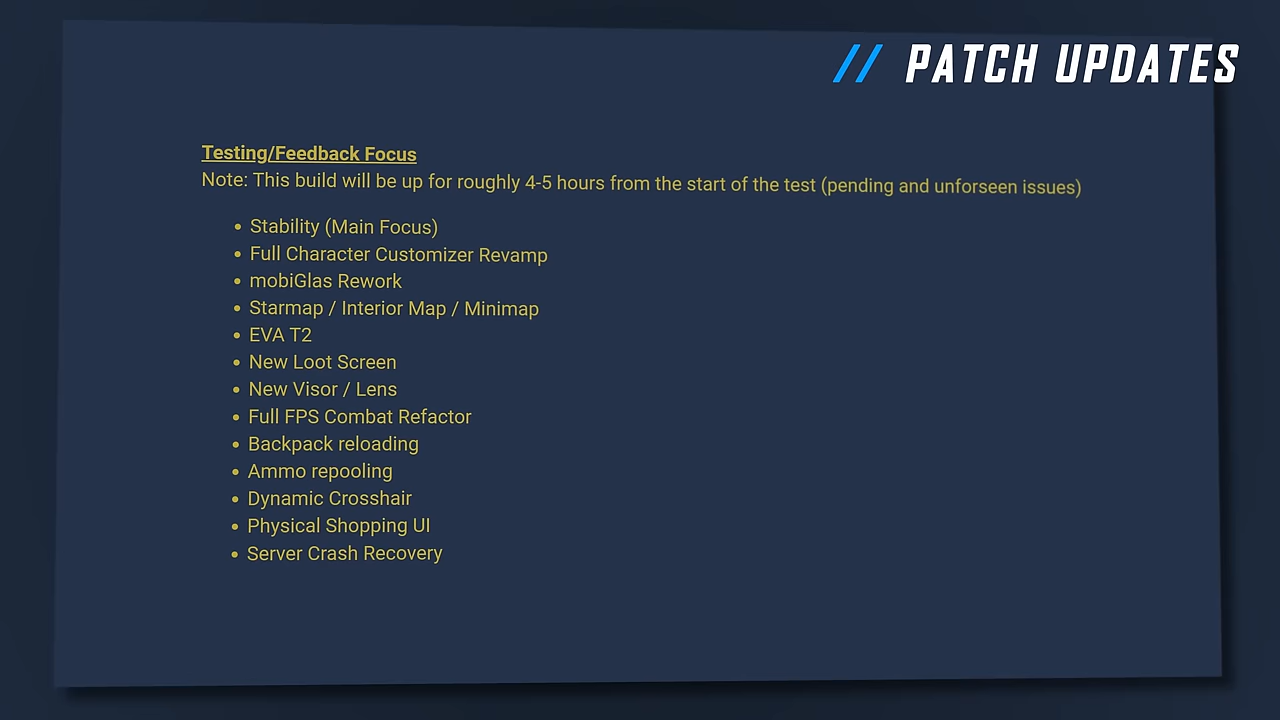 // PATCH UPDATES
Testing/Feedback Focus
Note: This build will be up for roughly 4-5 hours from the start of the test (pending and unforseen issues)
• Stability (Main Focus)
• Full Character Customizer Revamp
• mobiGlas Rework
• Starmap / Interior Map / Minimap
• EVA T2
• New Loot Screen
• New Visor / Lens
• Full FPS Combat Refactor
• Backpack reloading
• Ammo repooling
• Dynamic Crosshair
• Physical Shopping UI
• Server Crash Recovery